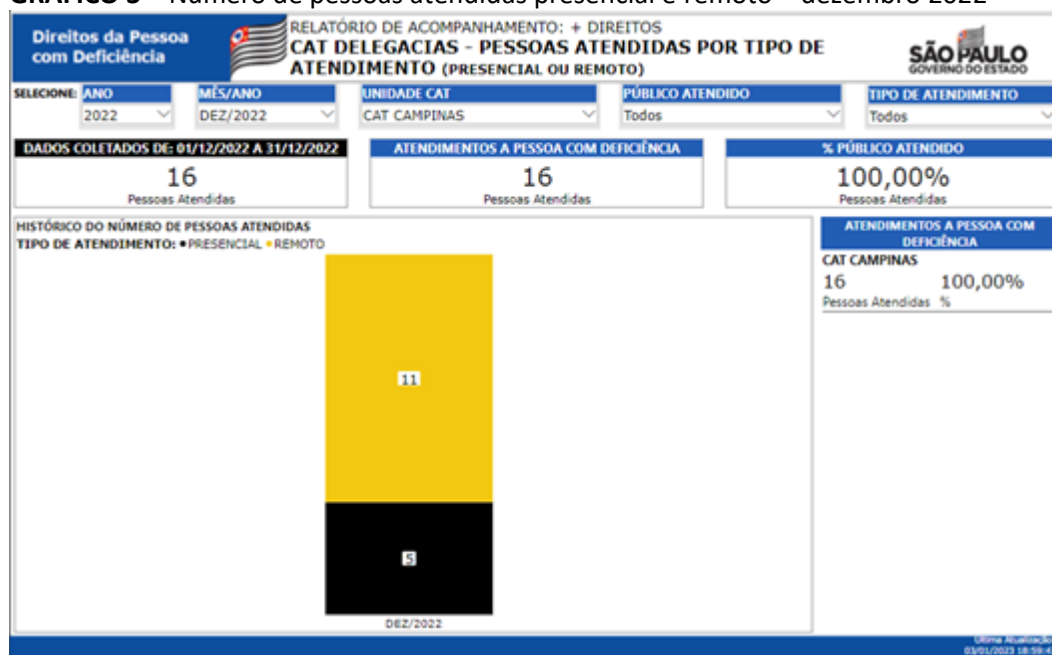 GRÁFICO 3 – Número de pessoas atendidas presencial e remoto – dezembro 2022
Direitos da Pessoa
com Deficiência
RELATÓRIO DE ACOMPANHAMENTO: + DIREITOS
CAT DELEGACIAS - PESSOAS ATENDIDAS POR TIPO DE
ATENDIMENTO (PRESENCIAL OU REMOTO)
SÃO PAULO
GOVERNO DO ESTADO
SELECIONE: ANO MÊS/ANO UNIDADE CAT PÚBLICO ATENDIDO TIPO DE ATENDIMENTO
2022 DEZ/2022 CAT CAMPINAS Todos Todos
DADOS COLETADOS DE: 01/12/2022 A 31/12/2022
16
Pessoas Atendidas
ATENDIMENTOS A PESSOA COM DEFICIÊNCIA
16
Pessoas Atendidas
% PÚBLICO ATENDIDO
100,00%
Pessoas Atendidas
HISTÓRICO DO NÚMERO DE PESSOAS ATENDIDAS
TIPO DE ATENDIMENTO: ● PRESENCIAL ● REMOTO
11
5
DEZ/2022
ATENDIMENTOS A PESSOA COM
DEFICIÊNCIA
CAT CAMPINAS
16 100,00%
Pessoas Atendidas %
Última Atualização
03/01/2023